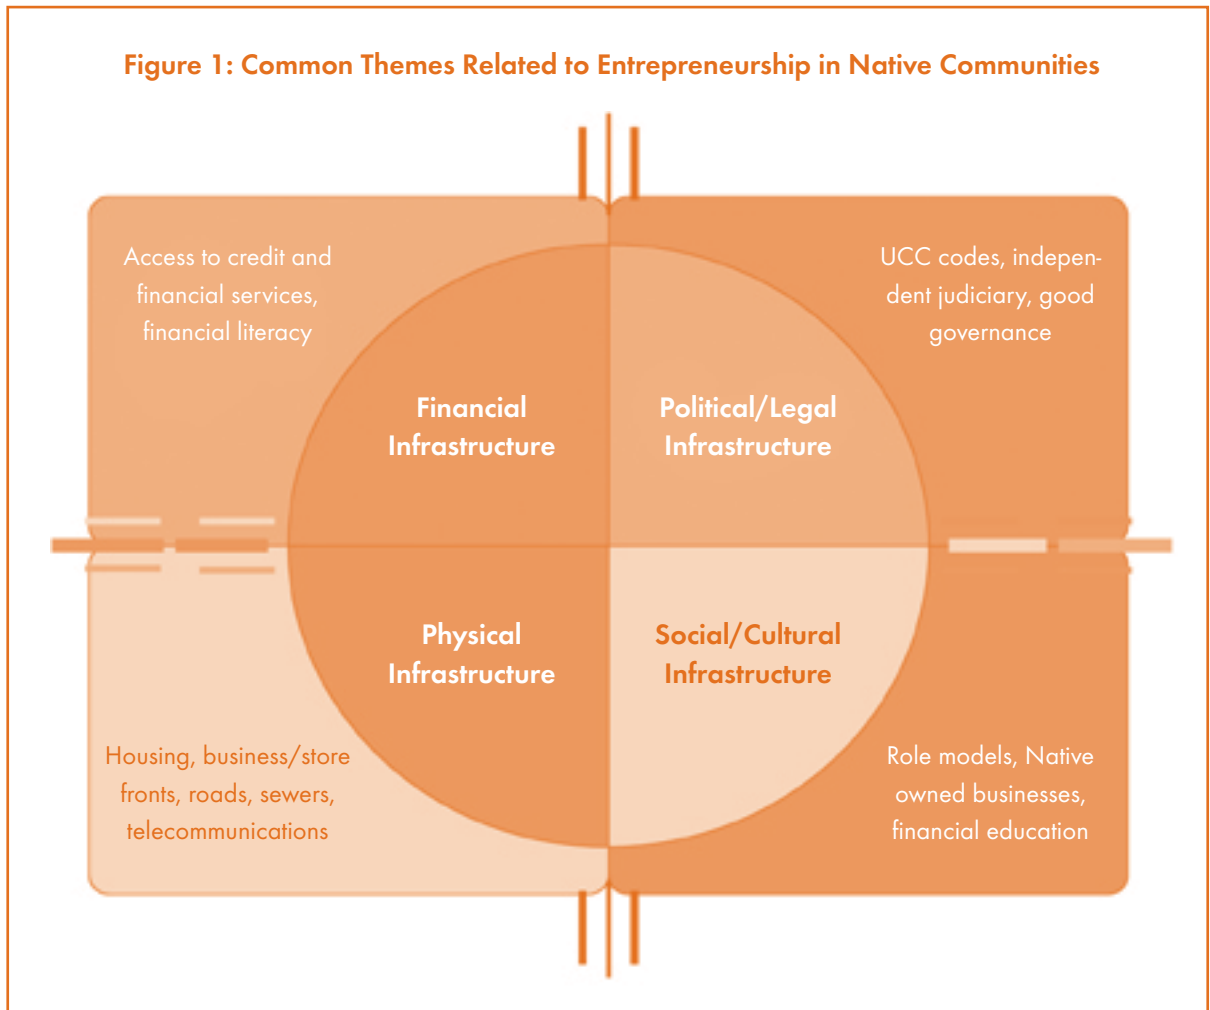 Figure 1: Common Themes Related to Entrepreneurship in Native Communities
Access to credit and
financial services,
financial literacy
UCC codes, indepen-
dent judiciary, good
governance
Financial
Infrastructure
Political/Legal
Infrastructure
Physical
Infrastructure
Social/Cultural
Infrastructure
Housing, business/store
fronts, roads, sewers,
telecommunications
Role models, Native
owned businesses,
financial education